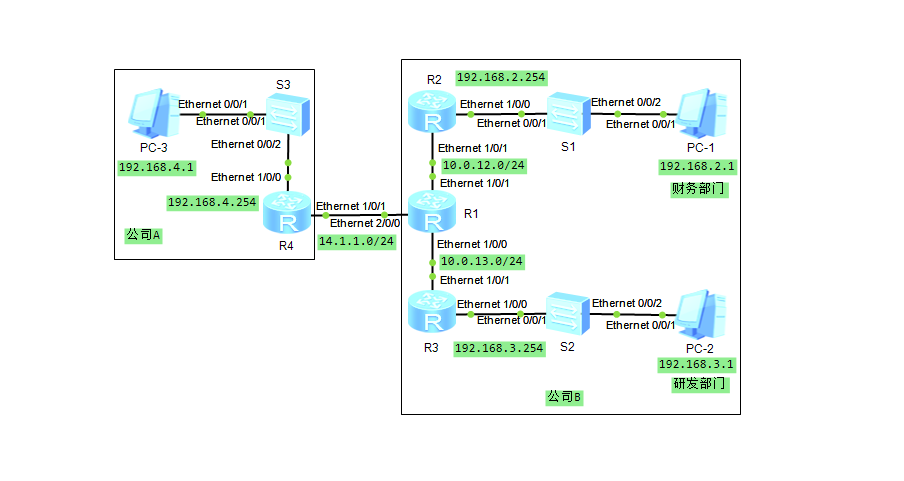 S3
Ethernet 0/0/1
Ethernet 0/0/1
PC-3
192.168.4.1
Ethernet 0/0/2
Ethernet 1/0/0
192.168.4.254
R4
公司A
Ethernet 1/0/1
Ethernet 2/0/0
14.1.1.0/24
R2
192.168.2.254
Ethernet 1/0/0
Ethernet 0/0/1
S1
Ethernet 0/0/2
Ethernet 0/0/1
PC-1
192.168.2.1
财务部门
Ethernet 1/0/1
10.0.12.0/24
Ethernet 1/0/1
R1
Ethernet 1/0/0
10.0.13.0/24
Ethernet 1/0/1
R3
Ethernet 1/0/0
Ethernet 0/0/1
192.168.3.254
S2
Ethernet 0/0/2
Ethernet 0/0/1
PC-2
192.168.3.1
研发部门
公司B